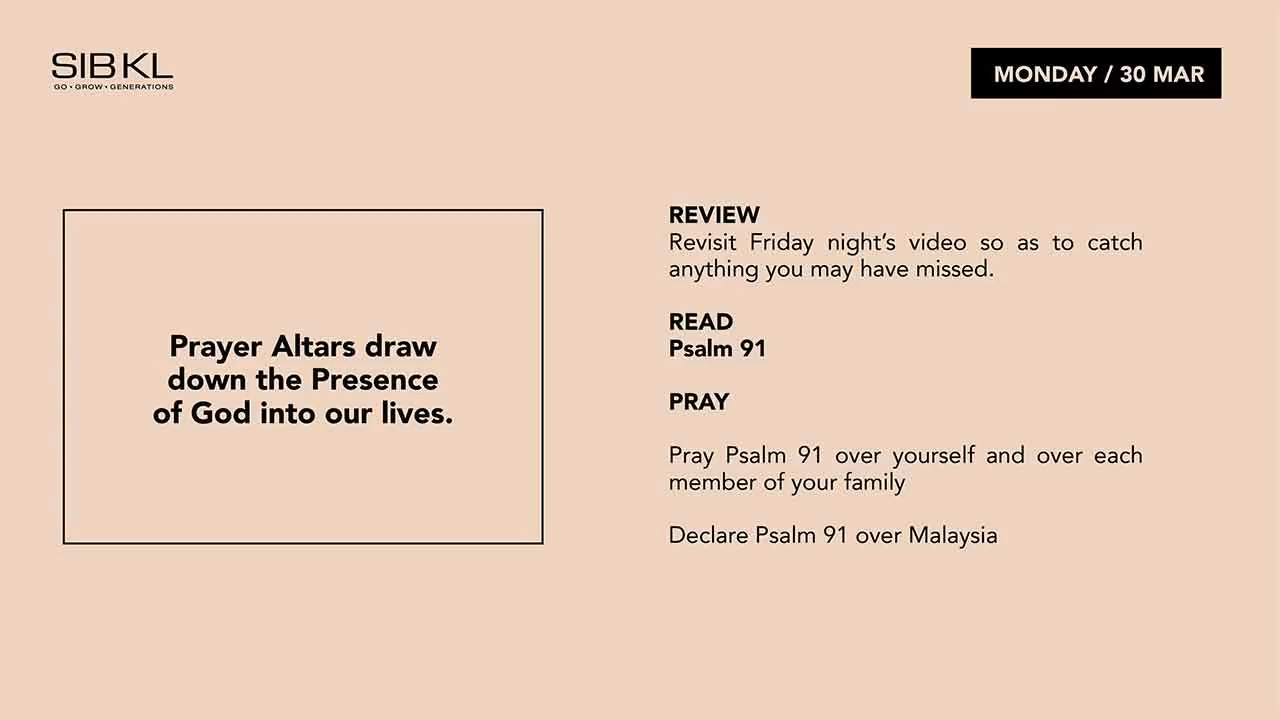 SIBKL
GO • GROW • GENERATIONS
MONDAY / 30 MAR
Prayer Altars draw
down the Presence
of God into our lives.
REVIEW
Revisit Friday night’s video so as to catch
anything you may have missed.
READ
Psalm 91
PRAY
Pray Psalm 91 over yourself and over each
member of your family
Declare Psalm 91 over Malaysia